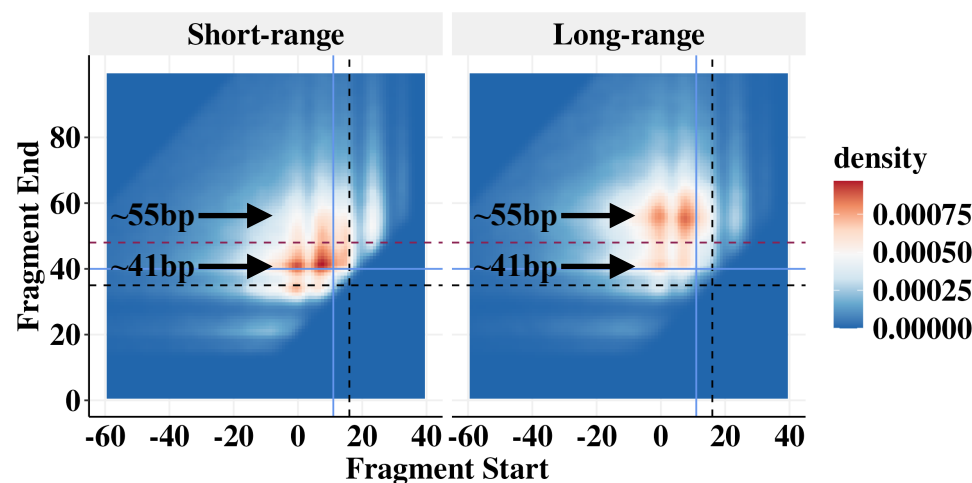 Short-range
Long-range
Fragment End
80
60
40
20
0
~55bp
~41bp
~55bp
~41bp
-60 -40 -20 0 20 40
-60 -40 -20 0 20 40
Fragment Start
density
0.00075
0.00050
0.00025
0.00000